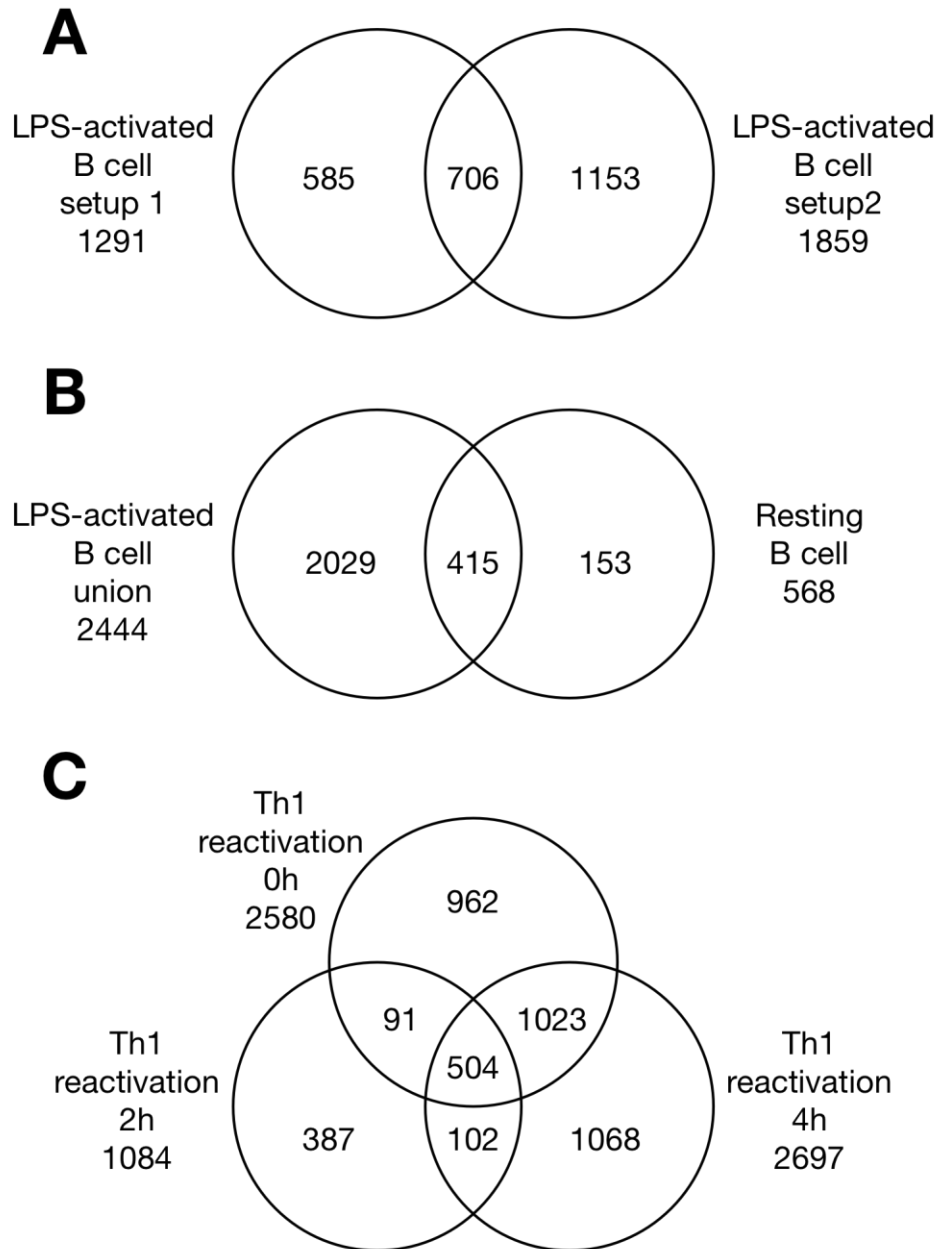 A
LPS-activated
B cell
setup 1
1291
585
706
1153
LPS-activated
B cell
setup2
1859
B
LPS-activated
B cell
union
2444
2029
415
153
Resting
B cell
568
C
Th1
reactivation
0h
2580
962
91
1023
504
Th1
reactivation
2h
1084
387
102
1068
Th1
reactivation
4h
2697